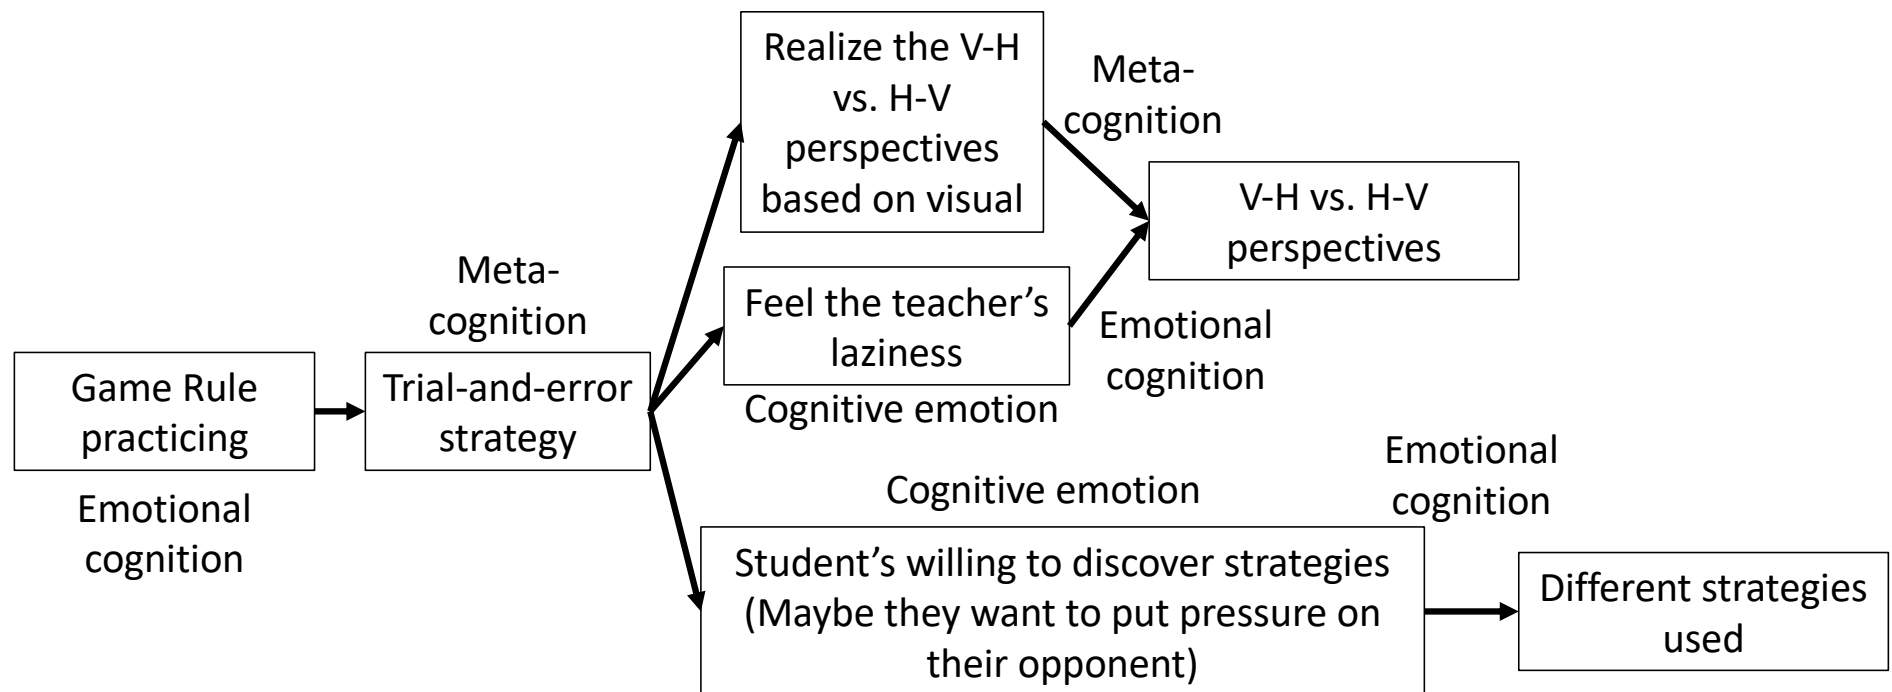 Game Rule
practicing
Emotional
cognition
Meta-
cognition
Trial-and-error
strategy
Realize the V-H
vs. H-V
perspectives
based on visual
Meta-
cognition
Feel the teacher’s
laziness
Cognitive emotion
Emotional
cognition
V-H vs. H-V
perspectives
Cognitive emotion
Student’s willing to discover strategies
(Maybe they want to put pressure on
their opponent)
Emotional
cognition
Different strategies
used